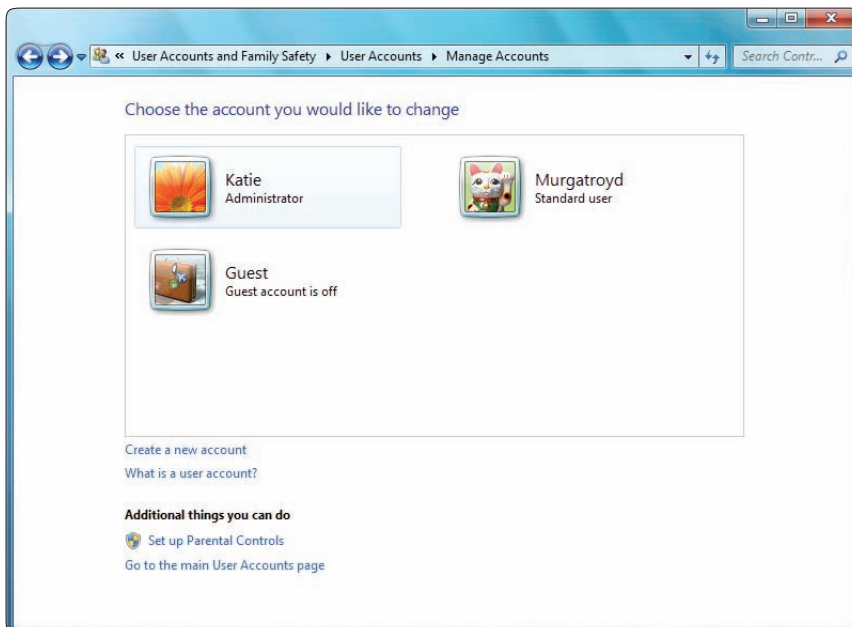 « User Accounts and Family Safety ▸ User Accounts ▸ Manage Accounts
Search Contr...
Choose the account you would like to change
Katie
Administrator
Murgatroyd
Standard user
Guest
Guest account is off
Create a new account
What is a user account?
Additional things you can do
Set up Parental Controls
Go to the main User Accounts page